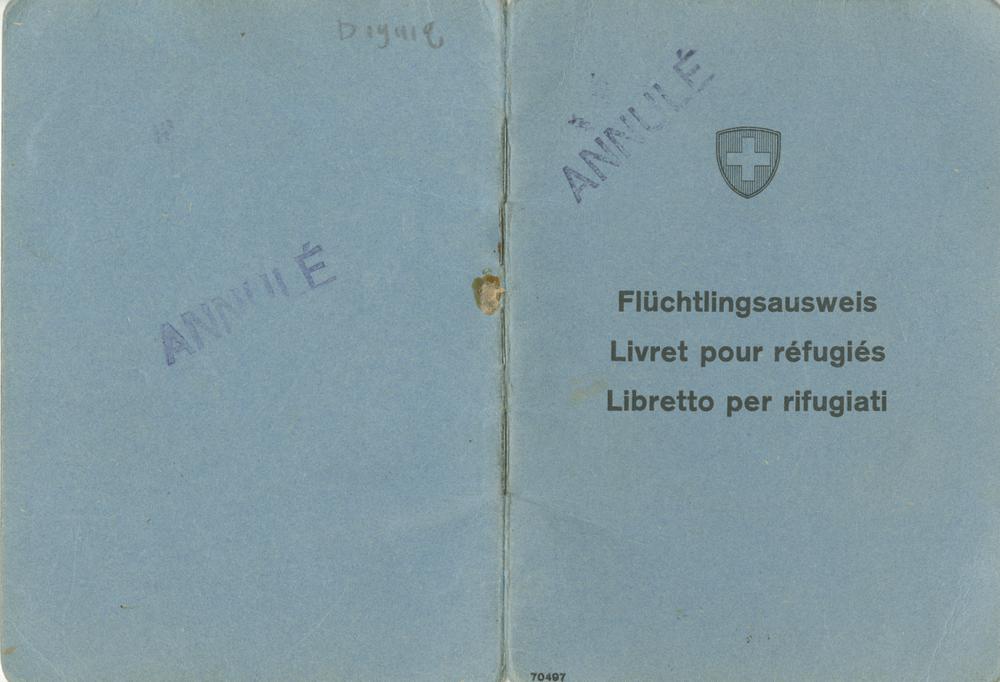 ANNULÉ
ANNULÉ
Flüchtlingsausweis
Livret pour réfugiés
Libretto per rifugiati
70497